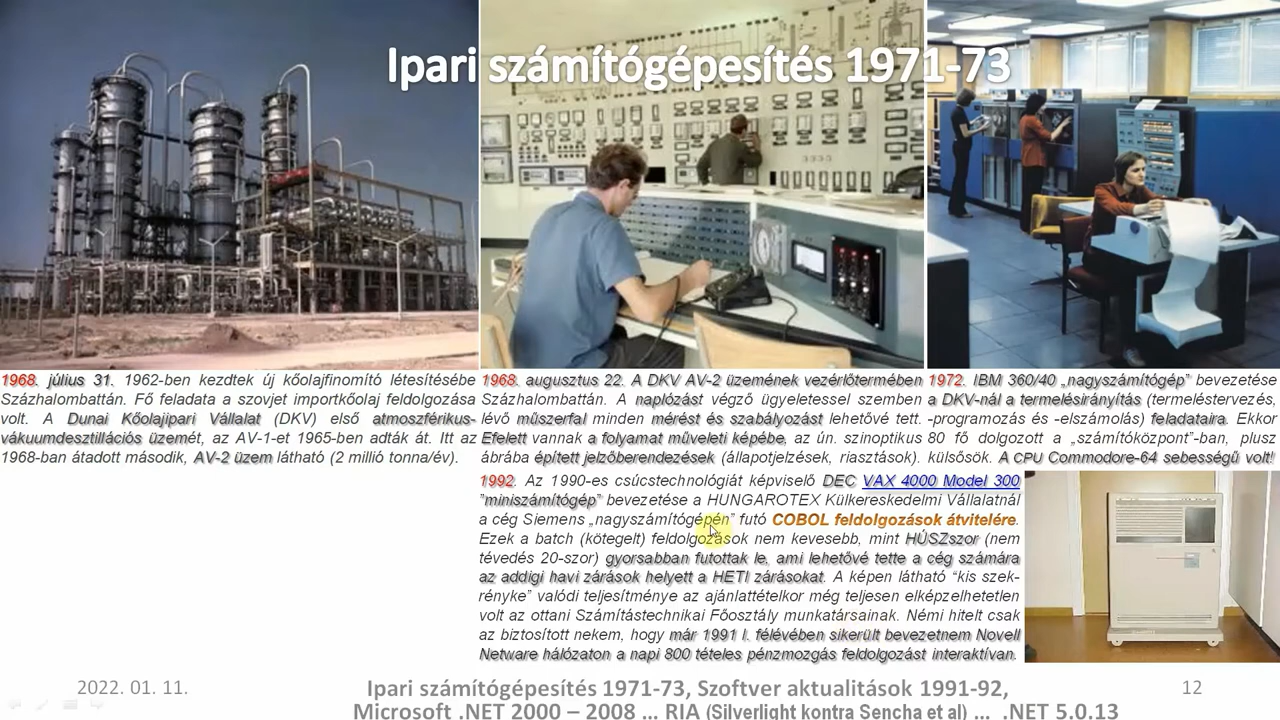 Ipari számítógépesítés 1971-73
1968. július 31. 1962-ben kezdtek új kőolajfinomító létesítésébe
Százhalombattán. Fő feladata a szovjet importkőolaj feldolgozása
volt. A Dunai Kőolajipari Vállalat (DKV) első atmoszférikus-
vákuumdesztillációs üzemét, az AV-1-et 1965-ben adták át. Itt az
1968-ban átadott második, AV-2 üzem látható (2 millió tonna/év).
1968. augusztus 22. A DKV AV-2 üzemének vezérlőtermében
Százhalombattán. A naplózást végző ügyeletessel szemben
lévő műszerfal minden mérést és szabályozást lehetővé tett.
Efelett vannak a folyamat műveleti képébe, az ún. szinoptikus
ábrába épített jelzőberendezések (állapotjelzések, riasztások).
1972. IBM 360/40 „nagyszámítógép” bevezetése
a DKV-nál a termelésirányítás (termeléstervezés,
-programozás és -elszámolás) feladataira. Ekkor
80 fő dolgozott a „számítóközpont”-ban, plusz
külsősök. A CPU Commodore-64 sebességű volt!
1992. Az 1990-es csúcstechnológiát képviselő DEC VAX 4000 Model 300
”miniszámítógép” bevezetése a HUNGAROTEX Külkereskedelmi Vállalatnál
a cég Siemens „nagyszámítógépén” futó COBOL feldolgozások átvitelére.
Ezek a batch (kötegelt) feldolgozások nem kevesebb, mint HÚSZszor (nem
tévedés 20-szor) gyorsabban futottak le, ami lehetővé tette a cég számára
az addigi havi zárások helyett a HETI zárásokat. A képen látható “kis szek-
rényke” valódi teljesítménye az ajánlattételkor még teljesen elképzelhetetlen
volt az ottani Számítástechnikai Főosztály munkatársainak. Némi hitelt csak
az biztosított nekem, hogy már 1991 I. félévében sikerült bevezetnem Novell
Netware hálózaton a napi 800 tételes pénzmozgás feldolgozást interaktívan.
2022. 01. 11.
Ipari számítógépesítés 1971-73, Szoftver aktualitások 1991-92,
Microsoft .NET 2000 – 2008 ... RIA (Silverlight kontra Sencha et al) ... .NET 5.0.13
12